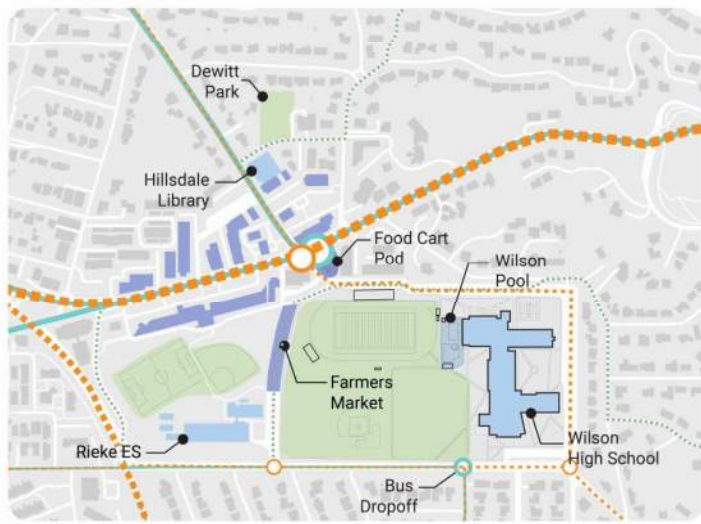 Dewitt
Park
Hillsdale
Library
Food Cart
Pod
Wilson
Pool
Farmers
Market
Rieke ES
Wilson
High School
Bus
Dropoff